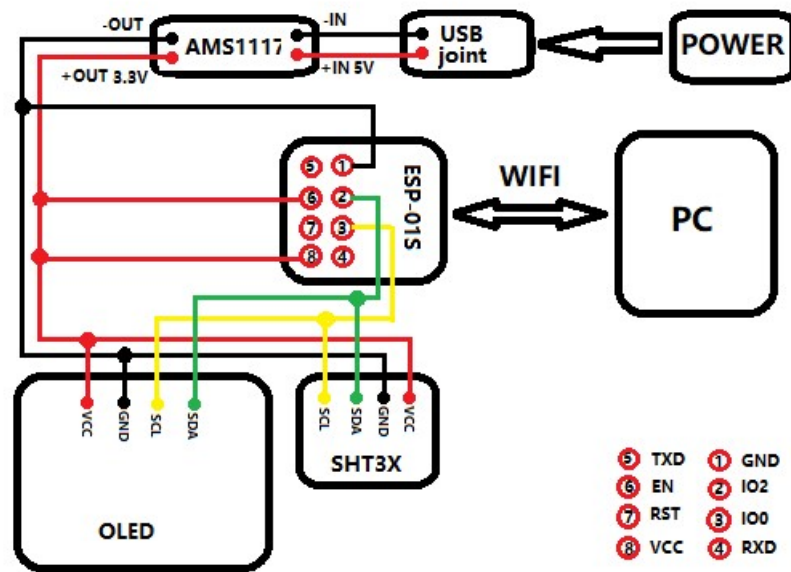 -OUT
AMS1117
-IN
USB
joint
POWER
+OUT 3.3V
+IN 5V
5 1
6 2
7 3
8 4
ESP-01S
WIFI
PC
VCC
GND
SCL
SDA
OLED
SCL
SDA
GND
VCC
SHT3X
5 TXD 1 GND
6 EN 2 IO2
7 RST 3 IO0
8 VCC 4 RXD